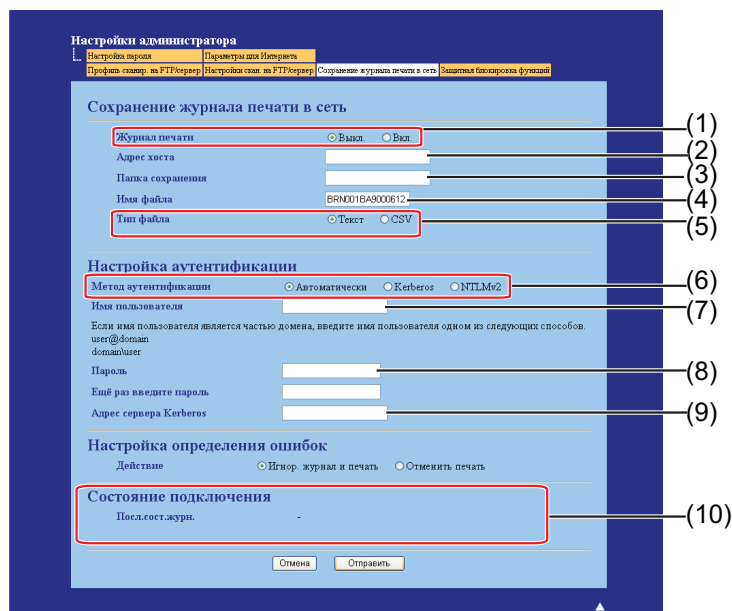 Настройки администратора
Настройка пароля Параметры для Интернета
Профиль сканир. на FTP/сервер Настройки скан. на FTP/сервер Сохранение журнала печати в сеть Защитная блокировка функций
Сохранение журнала печати в сеть
Журнал печати Выкл. Вкл. (1)
Адрес хоста (2)
Папка сохранения (3)
Имя файла BRN001BA9000612 (4)
Тип файла Текст CSV (5)
Настройка аутентификации
Метод аутентификации Автоматически Kerberos NTLMv2 (6)
Имя пользователя (7)
Если имя пользователя является частью домена, введите имя пользователя одном из следующих способов.
user@domain
domain\user
Пароль (8)
Ещё раз введите пароль
Адрес сервера Kerberos (9)
Настройка определения ошибок
Действие Игнор. журнал и печать Отменить печать
Состояние подключения
Посл.сост.журн. - (10)
Отмена Отправить